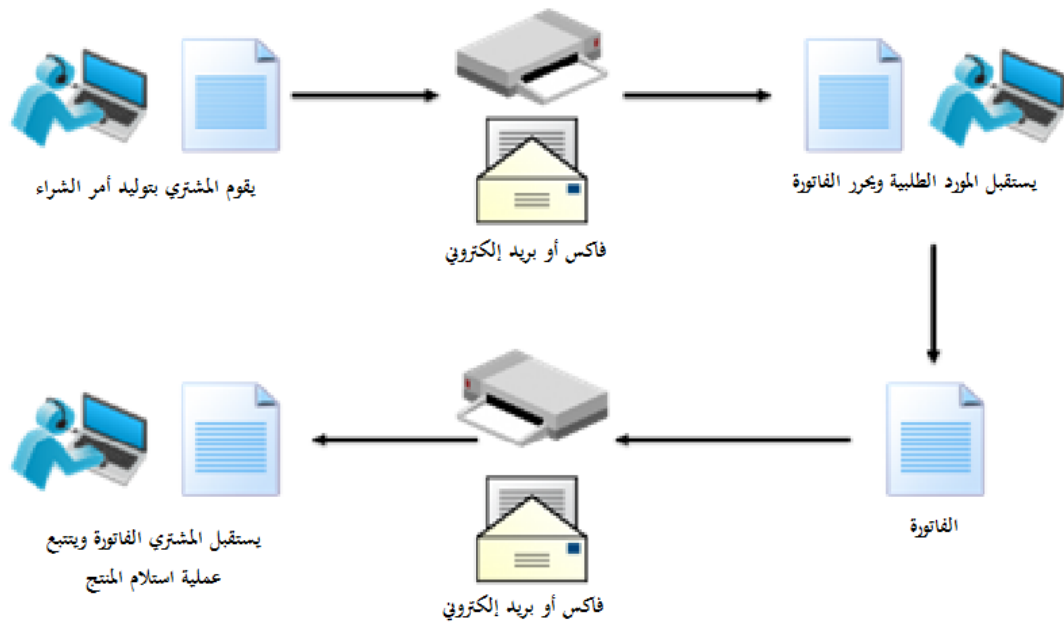 يقوم المشتري بتوليد أمر الشراء
فاكس أو بريد إلكتروني
يستقبل المورد الطلبية ويحرر الفاتورة
الفاتورة
فاكس أو بريد إلكتروني
يستقبل المشتري الفاتورة ويتتبع
عملية استلام المنتج